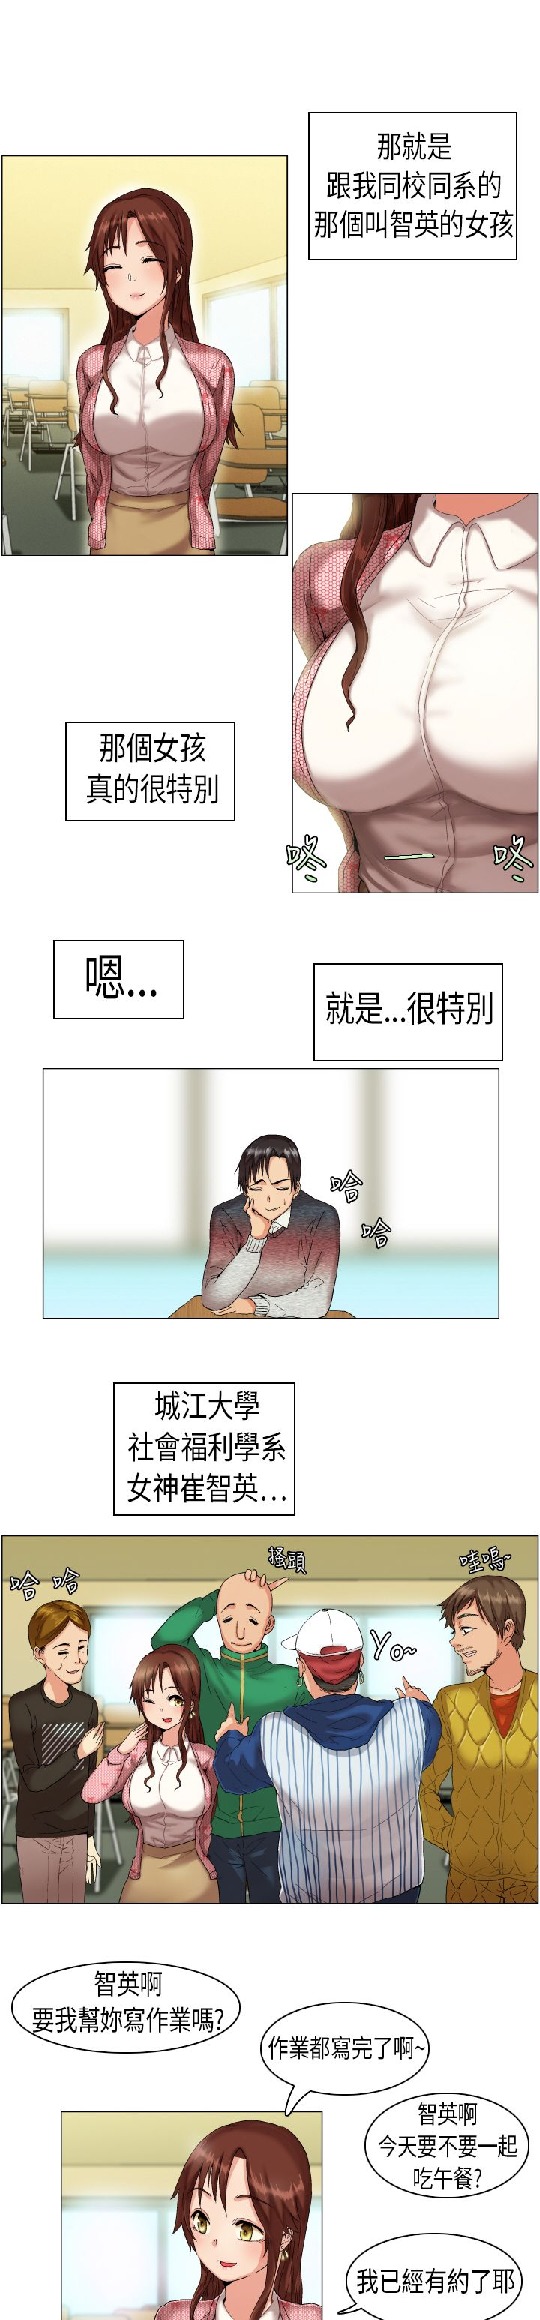 那就是
跟我同校同系的
那個叫智英的女孩
那個女孩
真的很特別
咚 — 咚
嗯...
就是...很特別
哈
哈
城江大學
社會福利學系
女神崔智英...
哈 哈
搔頭
Yo~
哇嗚~
智英啊
要我幫妳寫作業嗎?
作業都寫完了啊~
智英啊
今天要不要一起
吃午餐?
我已經有約了耶